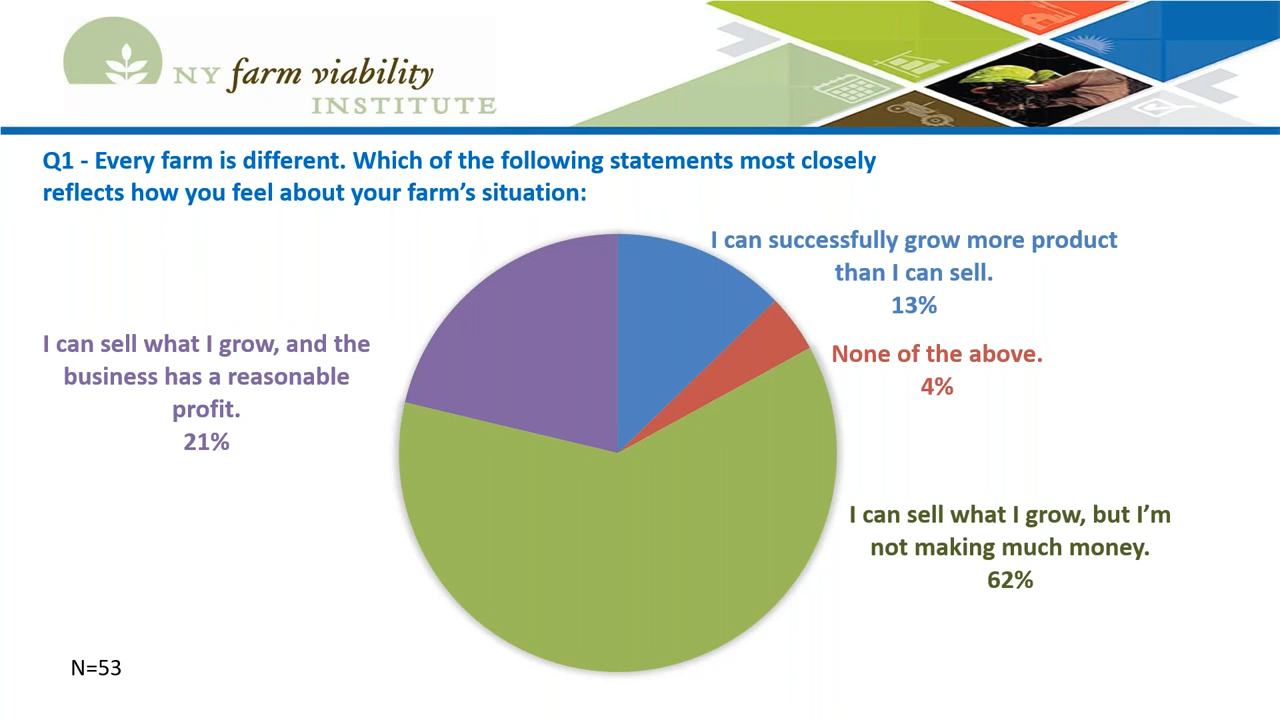 NY farm viability
INSTITUTE
Q1 - Every farm is different. Which of the following statements most closely
reflects how you feel about your farm’s situation:
I can successfully grow more product
than I can sell.
13%
None of the above.
4%
I can sell what I grow, but I’m
not making much money.
62%
I can sell what I grow, and the
business has a reasonable
profit.
21%
N=53